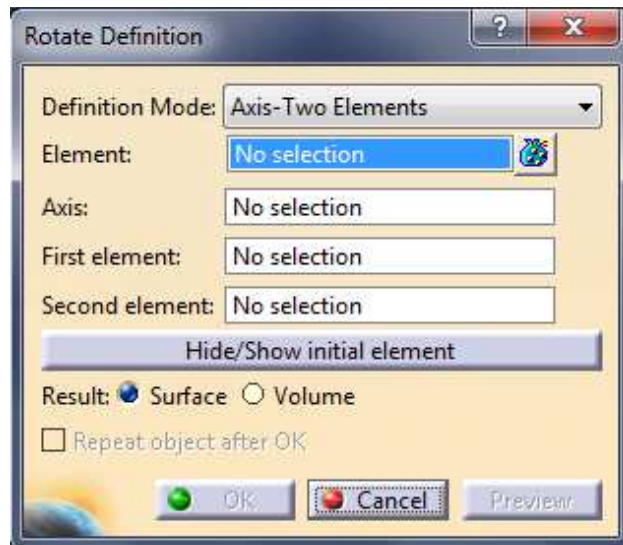 Rotate Definition
?
X
Definition Mode: Axis-Two Elements
Element: No selection
Axis: No selection
First element: No selection
Second element: No selection
Hide/Show initial element
Result: Surface Volume
Repeat object after OK
OK Cancel Preview